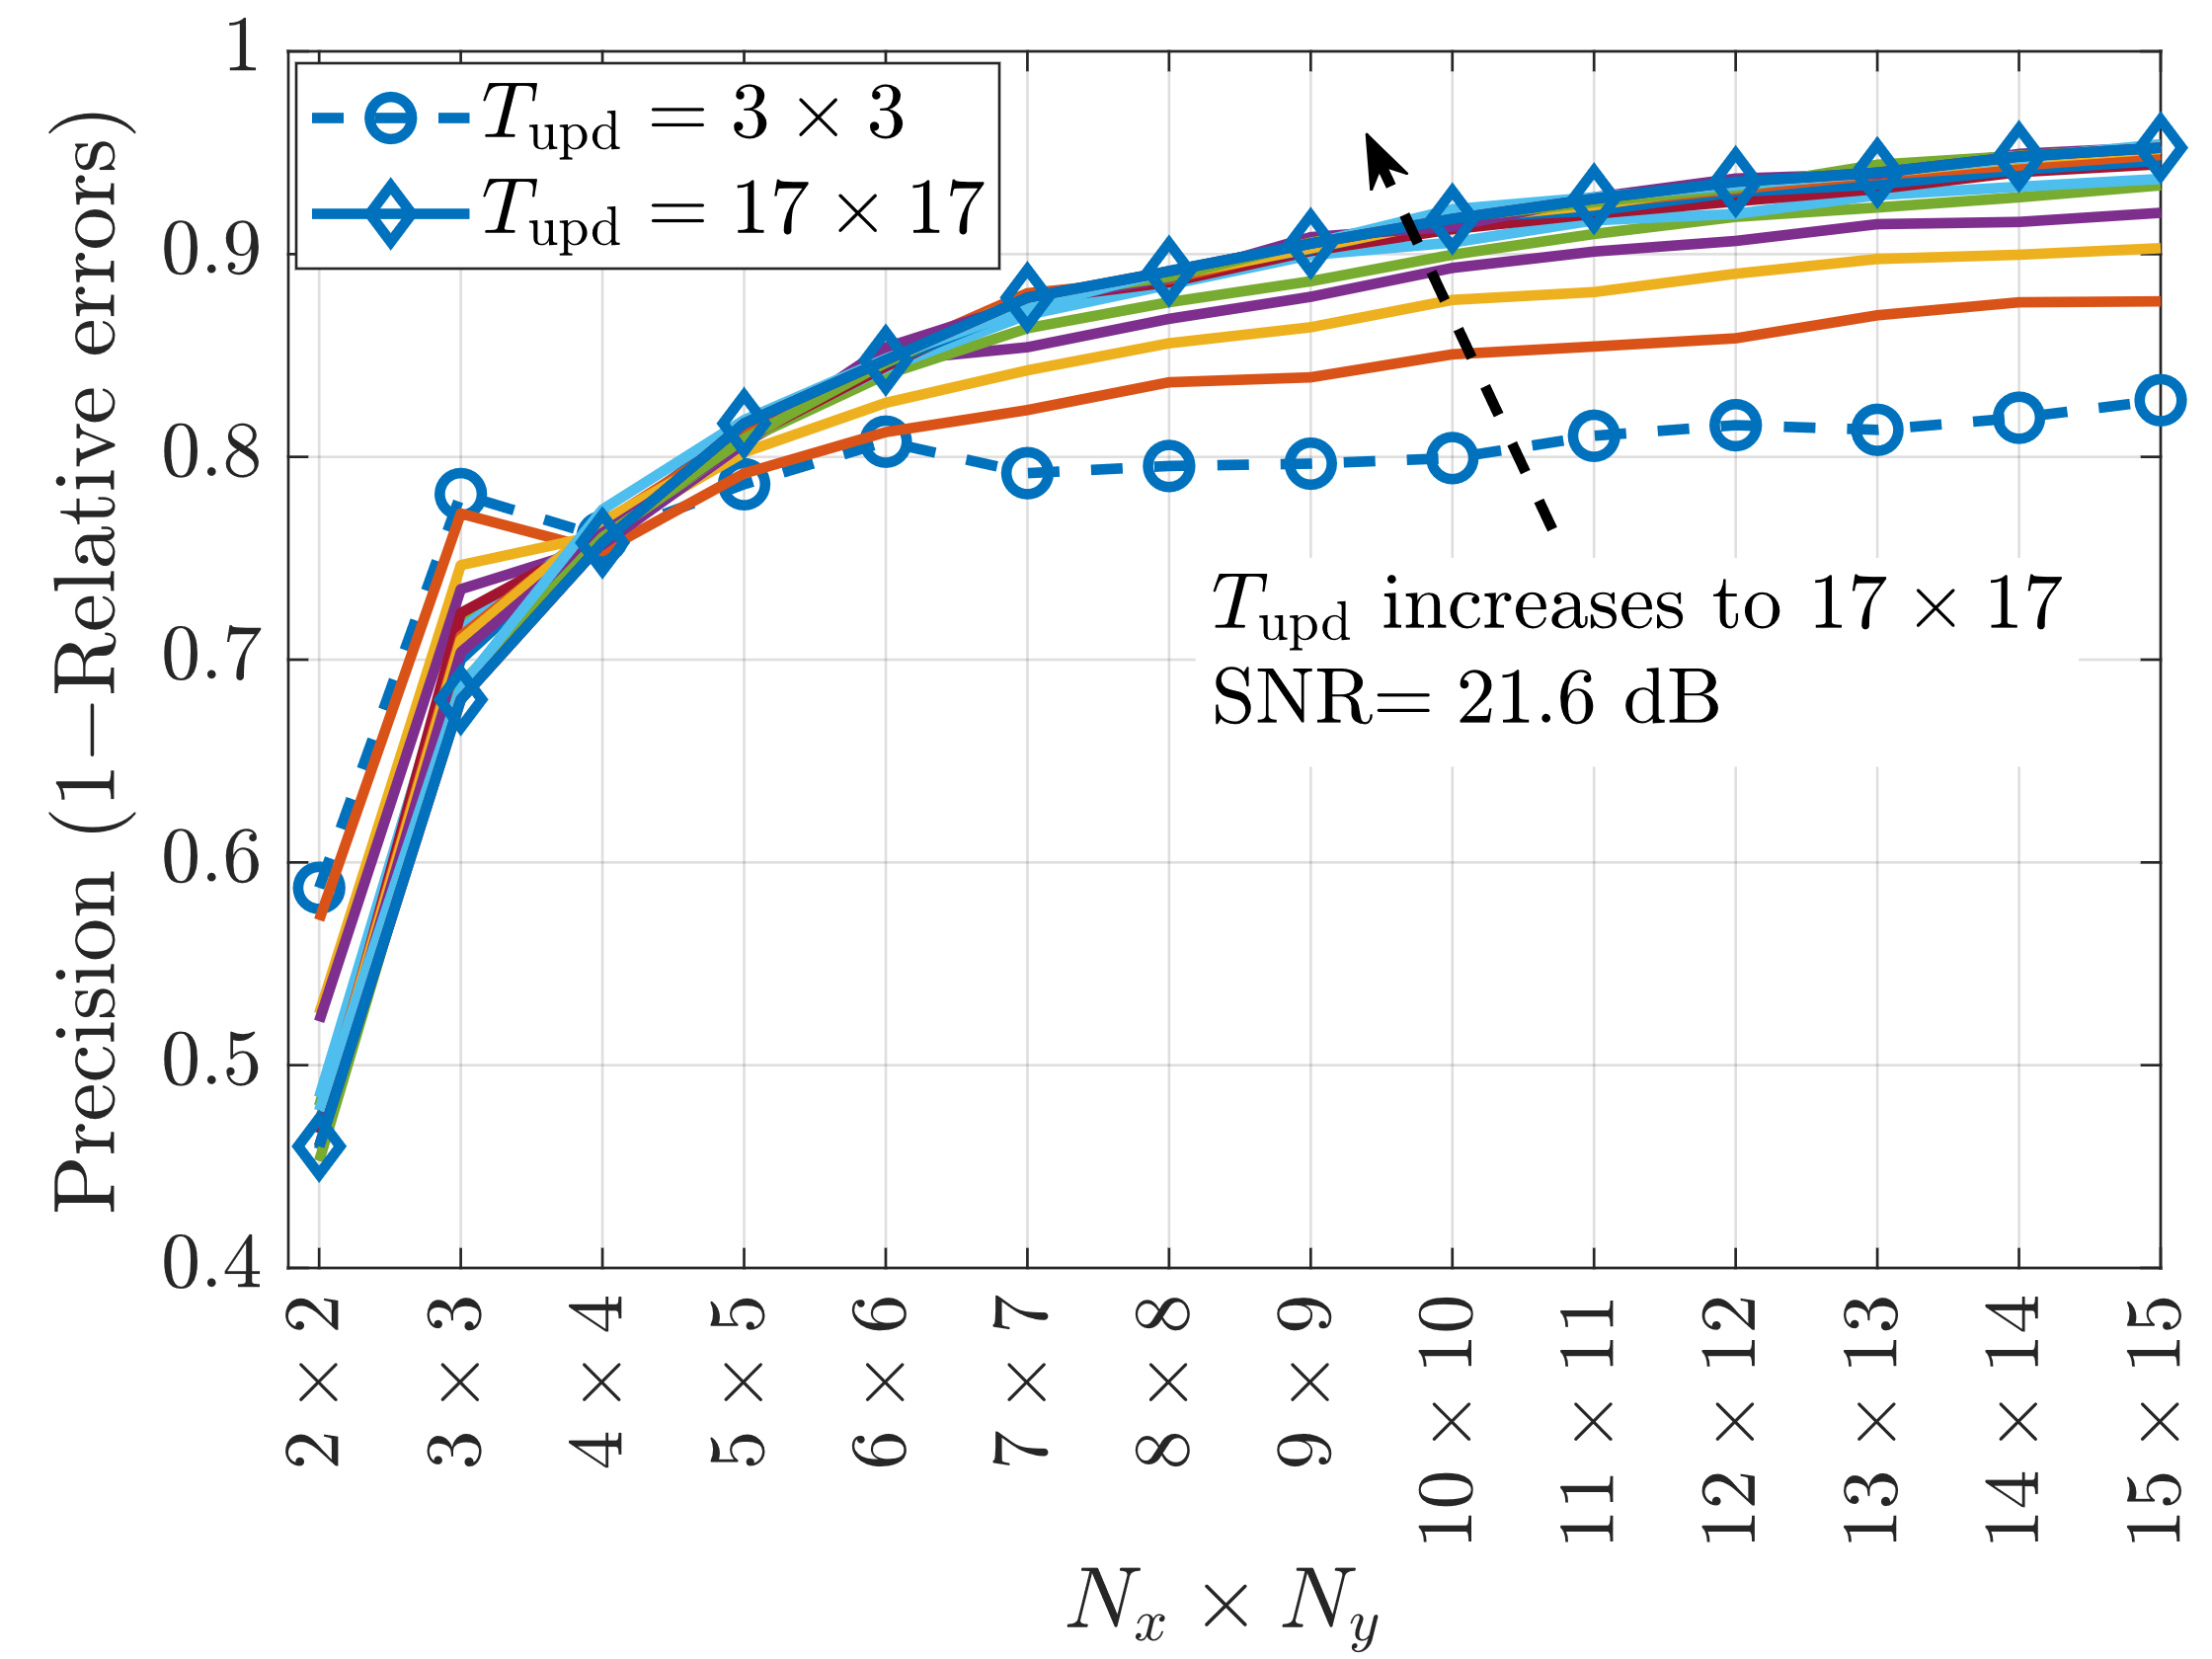 Precision (1−Relative errors)
1
0.9
0.8
0.7
0.6
0.5
0.4
T_upd = 3 × 3
T_upd = 17 × 17
T_upd increases to 17 × 17
SNR= 21.6 dB
2 × 2
3 × 3
4 × 4
5 × 5
6 × 6
7 × 7
8 × 8
9 × 9
10 × 10
11 × 11
12 × 12
13 × 13
14 × 14
15 × 15
N_x × N_y